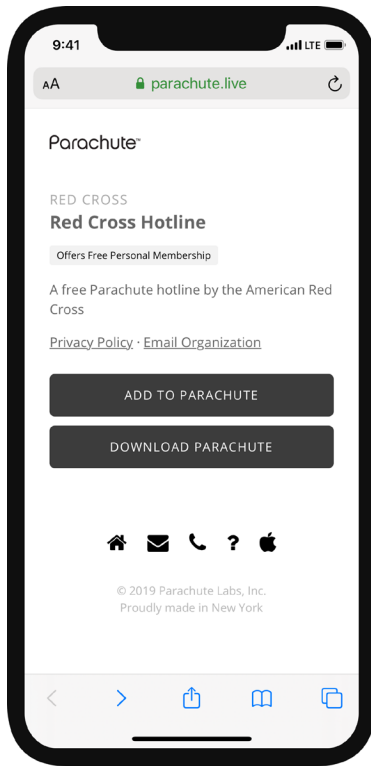 9:41
LTE
AA
parachute.live
Parachute™
RED CROSS
Red Cross Hotline
Offers Free Personal Membership
A free Parachute hotline by the American Red
Cross
Privacy Policy · Email Organization
ADD TO PARACHUTE
DOWNLOAD PARACHUTE
?
© 2019 Parachute Labs, Inc.
Proudly made in New York